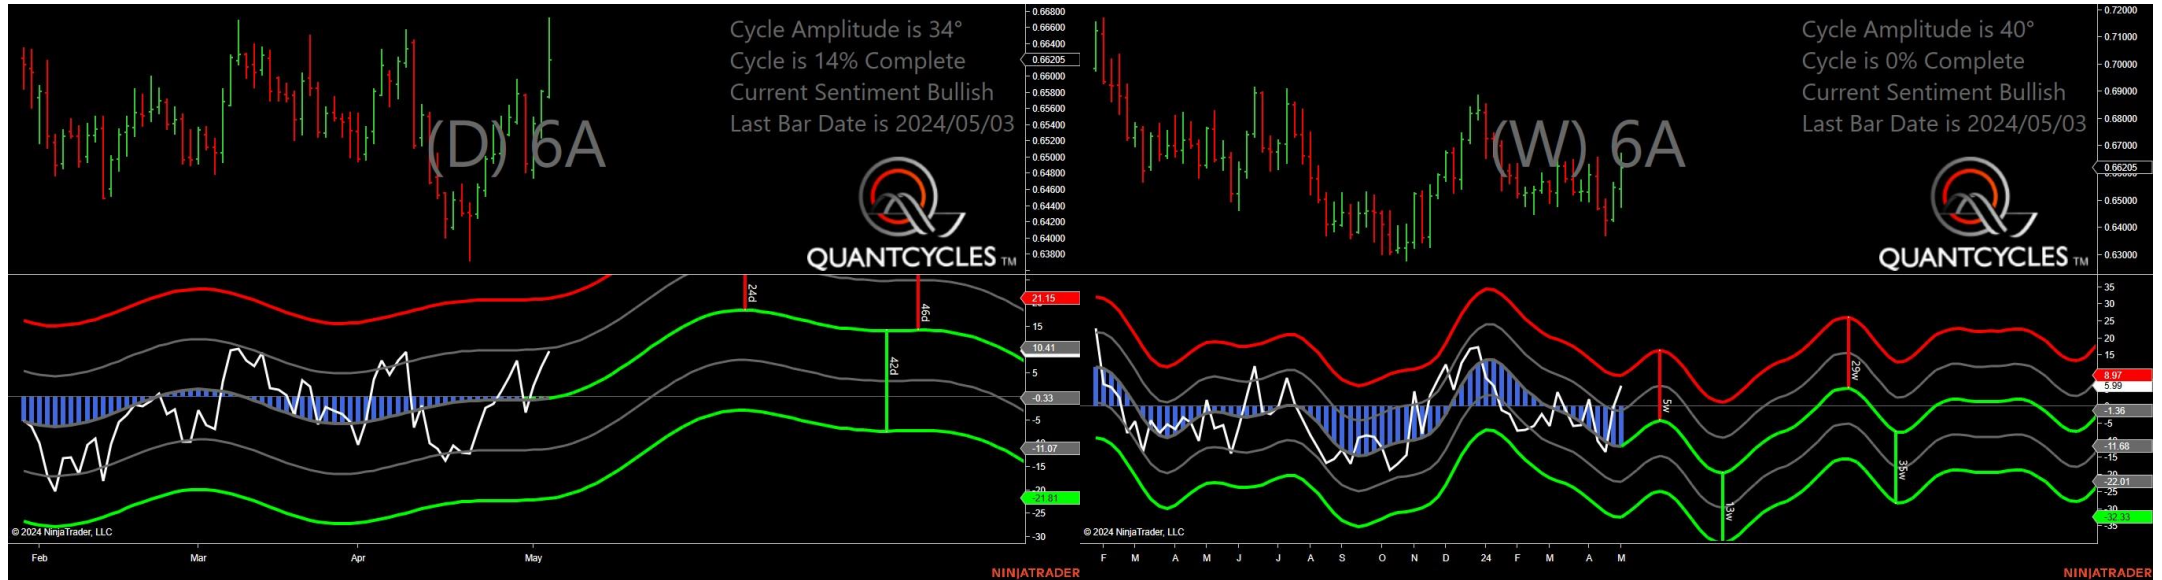 Cycle Amplitude is 34°
Cycle is 14% Complete
Current Sentiment Bullish
Last Bar Date is 2024/05/03
(D) 6A
QUANTCYCLES TM
0.66800
0.66600
0.66400
0.66205
0.66000
0.65800
0.65600
0.65400
0.65200
0.65000
0.64800
0.64600
0.64400
0.64200
0.64000
0.63800
24d
46d
42d
21.15
15
10.41
5
-0.33
-5
-11.07
-15
-21.81
-25
-30
© 2024 NinjaTrader, LLC
Feb Mar Apr May
NINJATRADER
Cycle Amplitude is 40°
Cycle is 0% Complete
Current Sentiment Bullish
Last Bar Date is 2024/05/03
(W) 6A
QUANTCYCLES TM
0.72000
0.71000
0.70000
0.69000
0.68000
0.67000
0.66205
0.65000
0.64000
0.63000
5w
13w
29w
35w
35
30
25
20
15
8.97
5.99
-1.36
-5
-11.68
-15
-22.01
-25
-32.33
-35
© 2024 NinjaTrader, LLC
F M A M J J A S O N D 24 F M A M
NINJATRADER